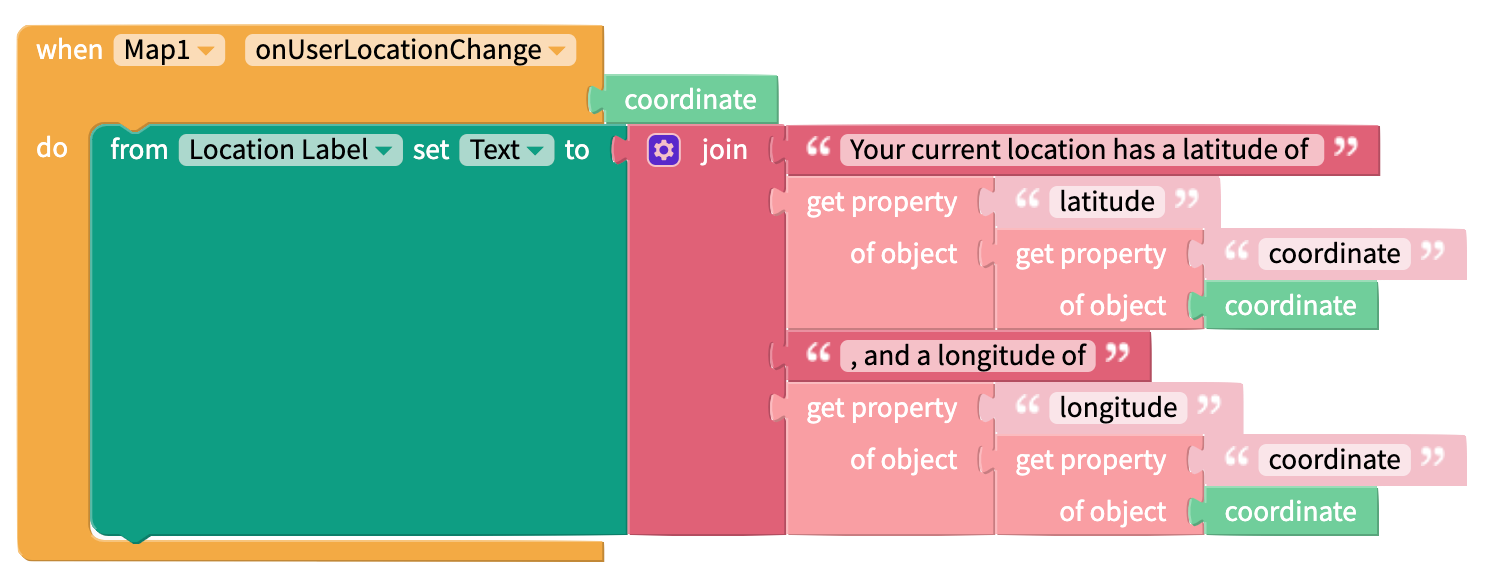 when Map1 onUserLocationChange
coordinate
do from Location Label set Text to join “ Your current location has a latitude of ”
get property “ latitude ”
of object get property “ coordinate ”
of object coordinate
“ , and a longitude of ”
get property “ longitude ”
of object get property “ coordinate ”
of object coordinate